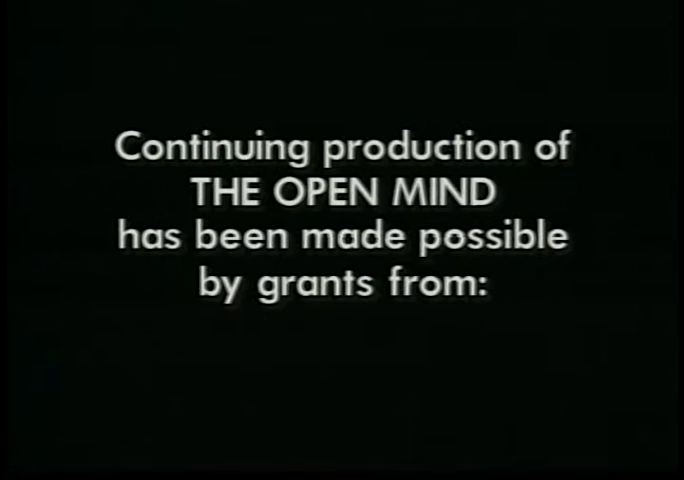 Continuing production of
THE OPEN MIND
has been made possible
by grants from: